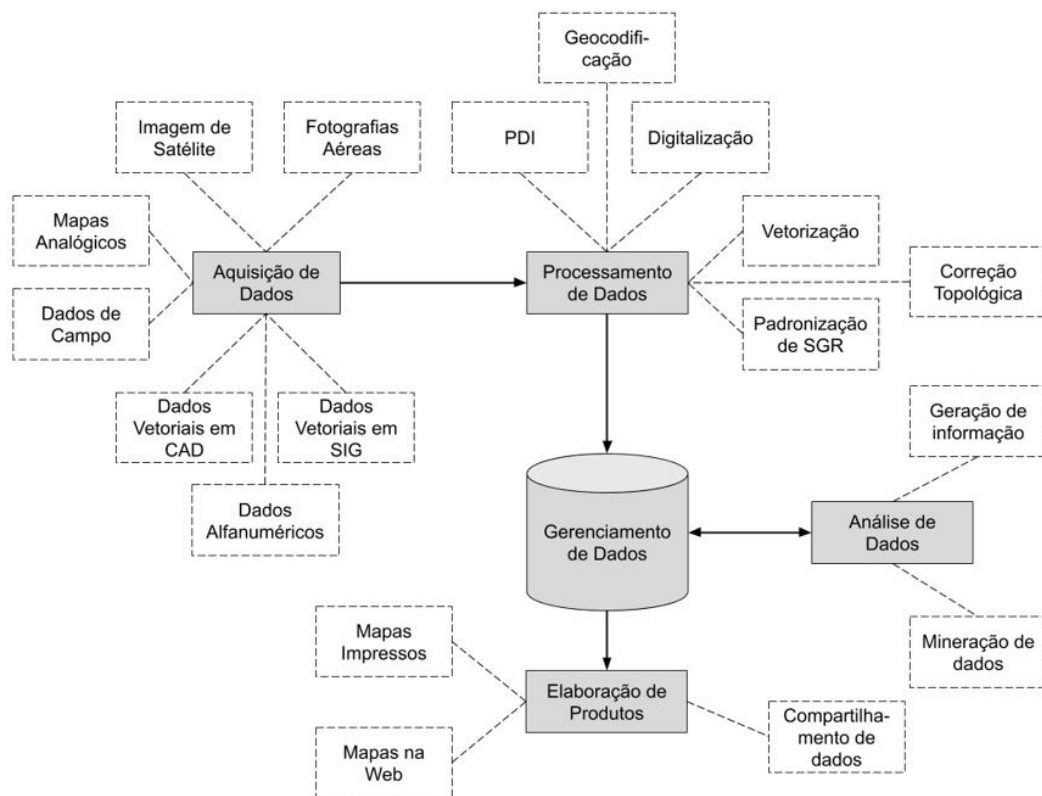 Geocodifi-
cação
Imagem de
Satélite
Fotografias
Aéreas
PDI
Digitalização
Mapas
Analógicos
Vetorização
Aquisição de
Dados
Processamento
de Dados
Correção
Topológica
Dados de
Campo
Padronização
de SGR
Dados
Vetoriais em
CAD
Dados
Vetoriais em
SIG
Geração de
informação
Dados
Alfanuméricos
Gerenciamento
de Dados
Análise de
Dados
Mapas
Impressos
Mineração de
dados
Elaboração de
Produtos
Compartilha-
mento de
dados
Mapas na
Web